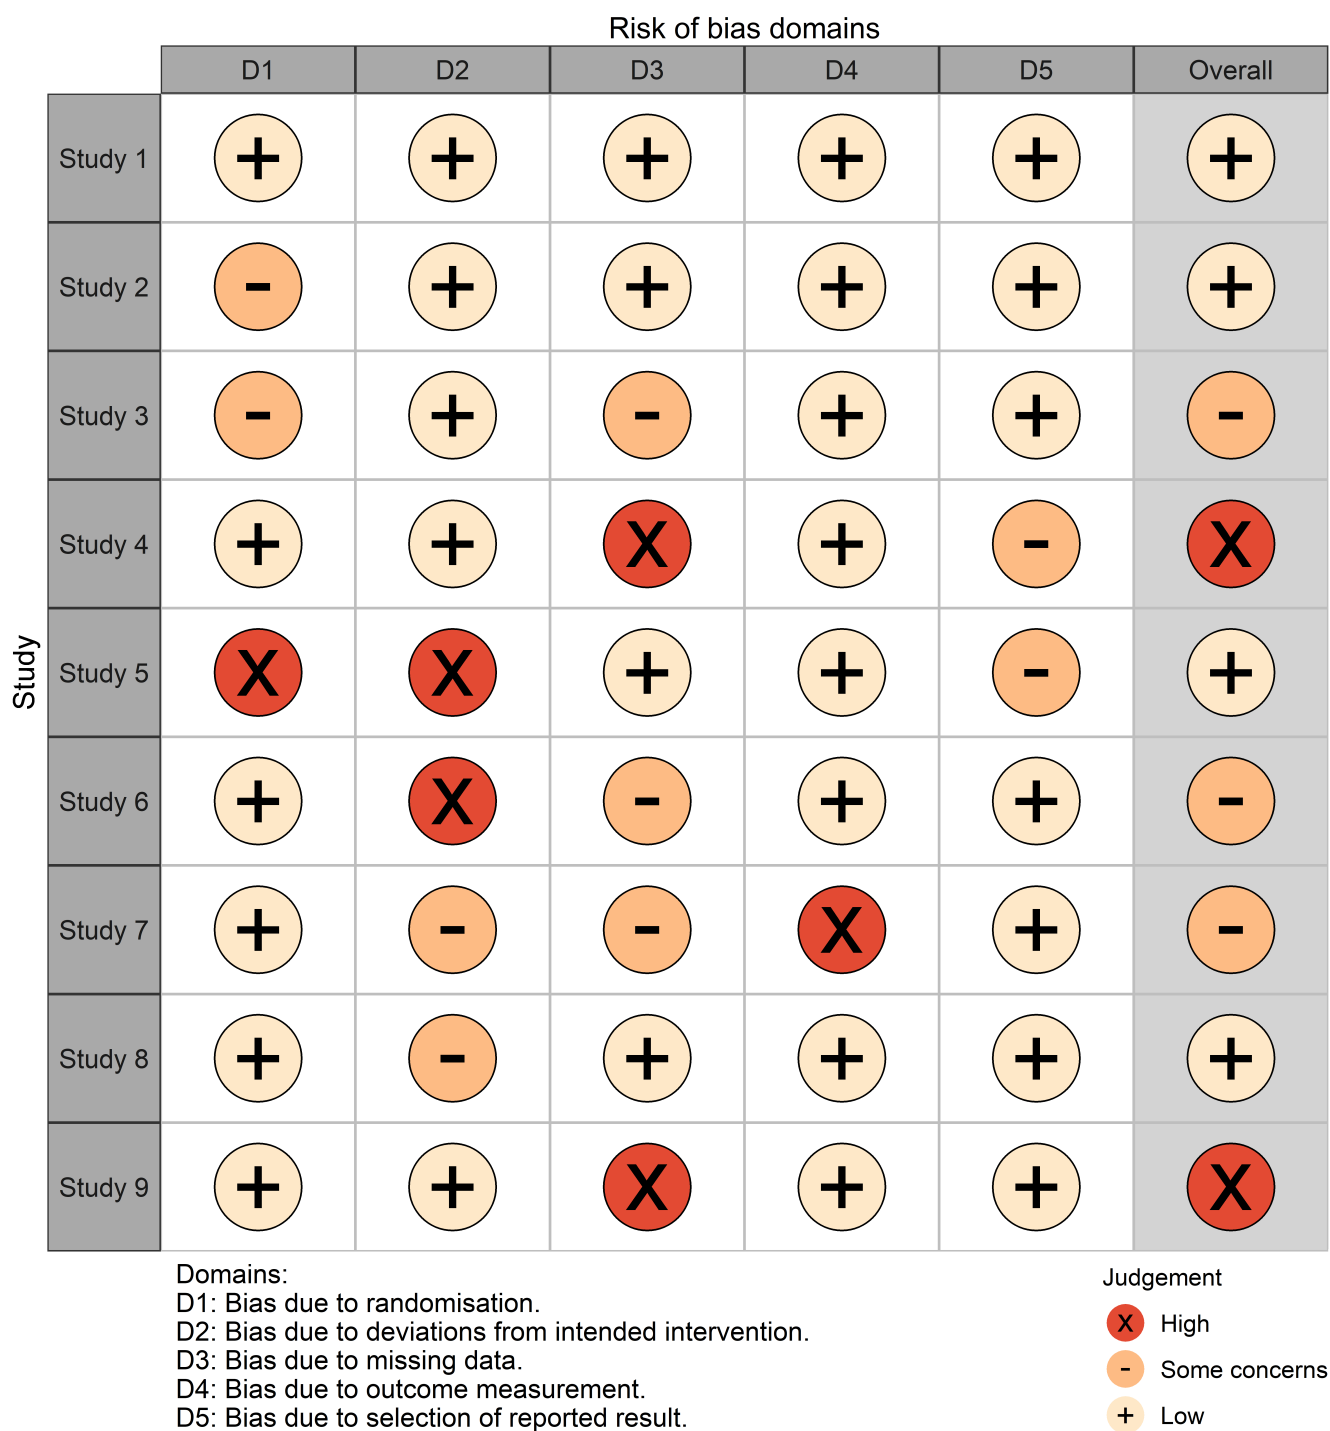 Risk of bias domains
D1 D2 D3 D4 D5 Overall
Study
Study 1 + + + + + +
Study 2 - + + + + +
Study 3 - + - + + -
Study 4 + + X + - X
Study 5 X X + + - +
Study 6 + X - + + -
Study 7 + - - X + -
Study 8 + - + + + +
Study 9 + + X + + X
Domains:
D1: Bias due to randomisation.
D2: Bias due to deviations from intended intervention.
D3: Bias due to missing data.
D4: Bias due to outcome measurement.
D5: Bias due to selection of reported result.
Judgement
X High
- Some concerns
+ Low